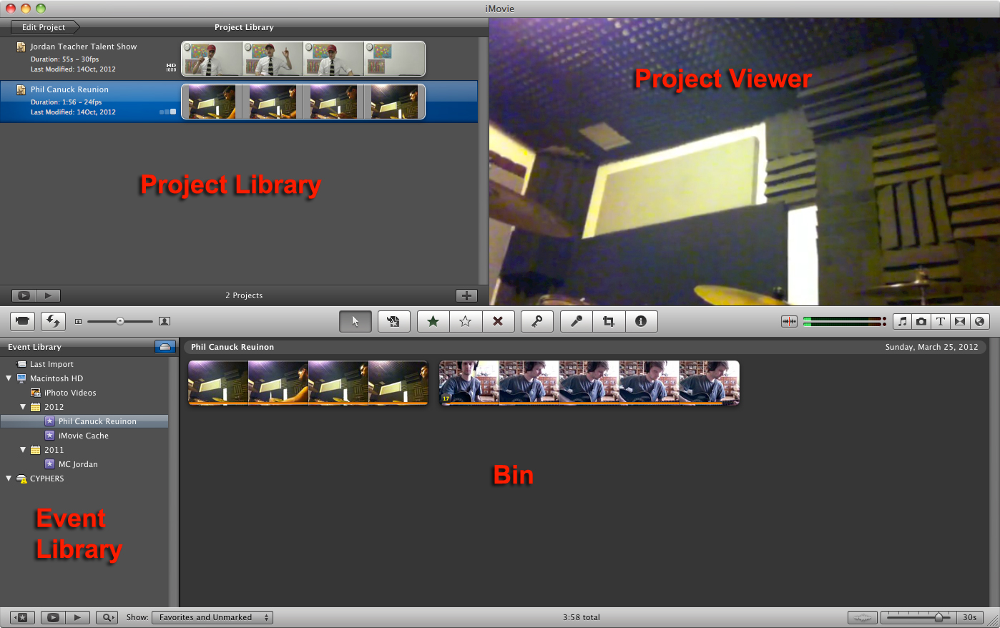 iMovie
Edit Project
Project Library
Jordan Teacher Talent Show
Duration: 55s - 30fps
Last Modified: 14Oct, 2012
HD
1080
Phil Canuck Reunion
Duration: 1:56 - 24fps
Last Modified: 14Oct, 2012
Project Library
2 Projects
Project Viewer
T
Event Library
Last Import
Macintosh HD
iPhoto Videos
2012
Phil Canuck Reuinon
iMovie Cache
2011
MC Jordan
CYPHERS
Event
Library
Phil Canuck Reuinon
Sunday, March 25, 2012
17
Bin
Show:
Favorites and Unmarked
3:58 total
30s